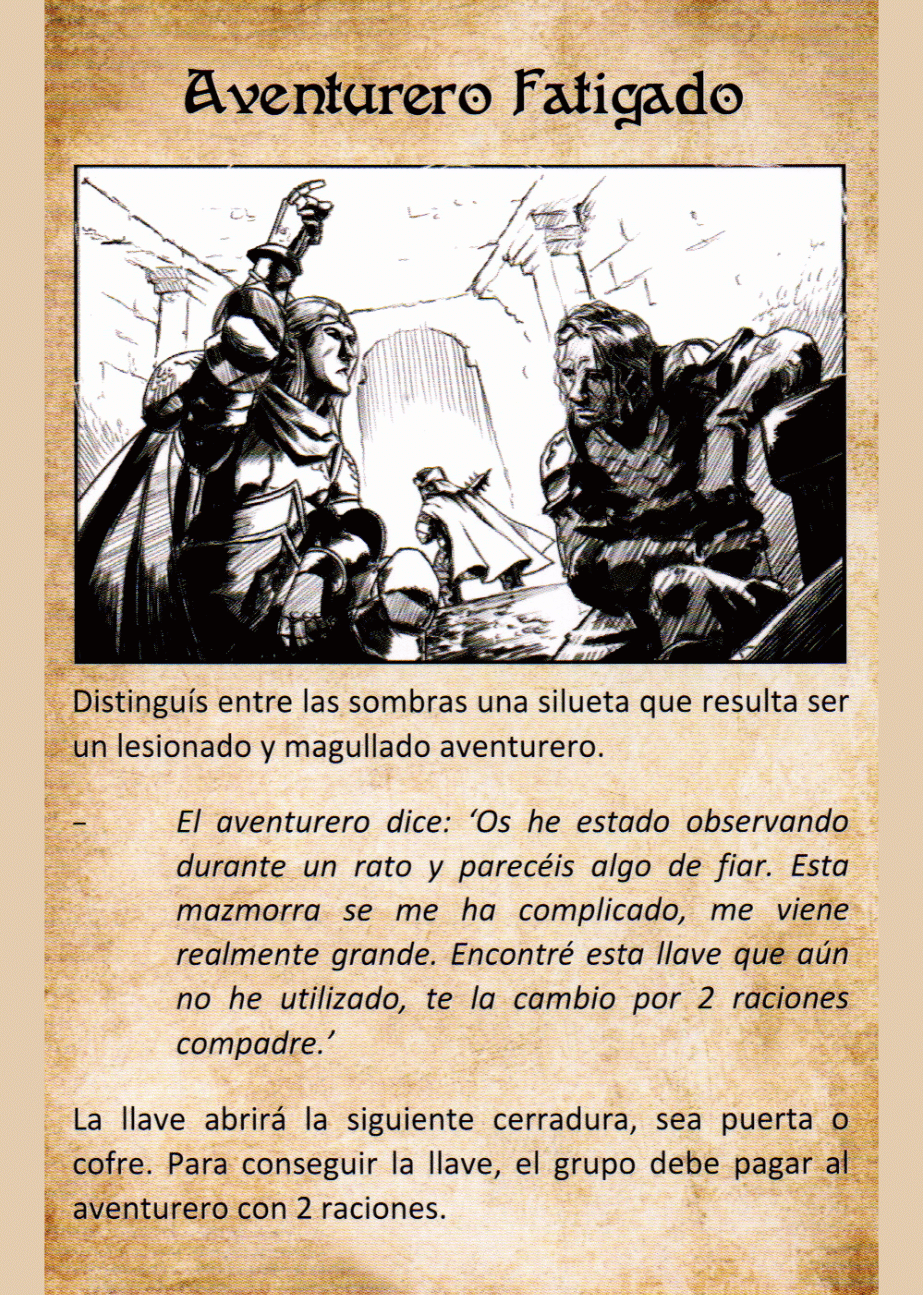 Aventurero Fatigado
Distinguís entre las sombras una silueta que resulta ser
un lesionado y magullado aventurero.
– El aventurero dice: ‘Os he estado observando
durante un rato y parecéis algo de fiar. Esta
mazmorra se me ha complicado, me viene
realmente grande. Encontré esta llave que aún
no he utilizado, te la cambio por 2 raciones
compadre.’
La llave abrirá la siguiente cerradura, sea puerta o
cofre. Para conseguir la llave, el grupo debe pagar al
aventurero con 2 raciones.